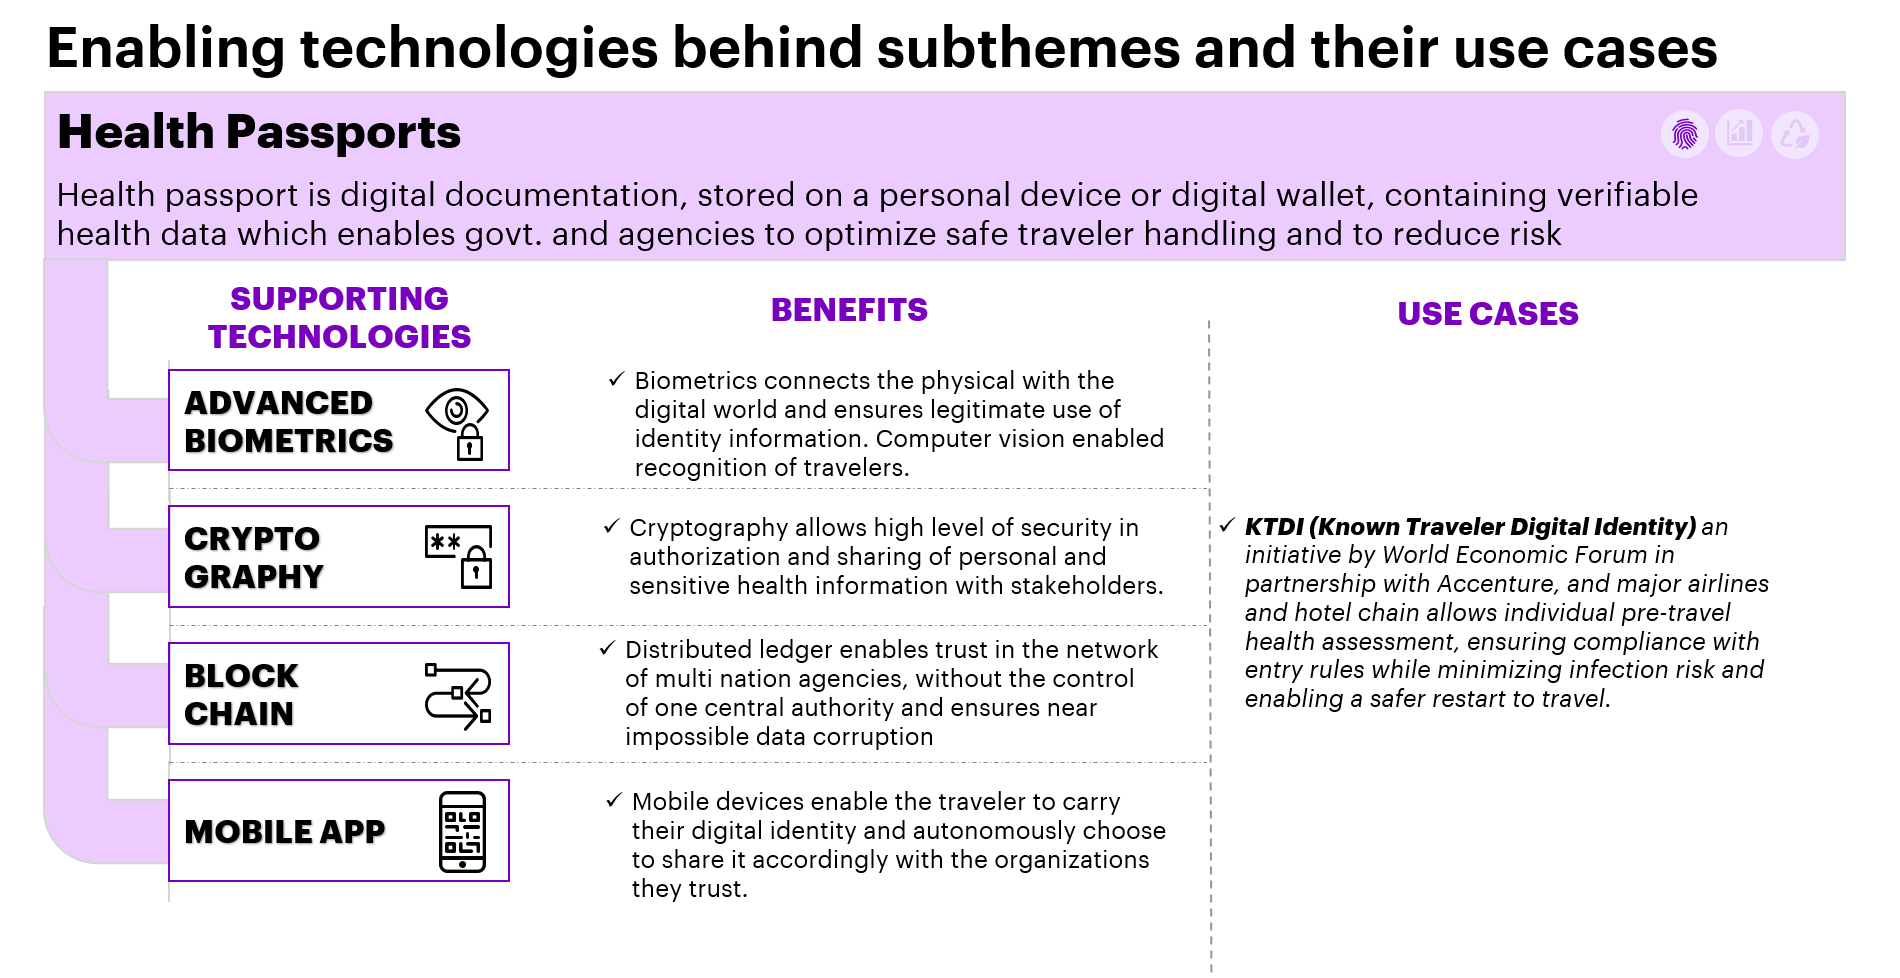 Enabling technologies behind subthemes and their use cases
Health Passports
Health passport is digital documentation, stored on a personal device or digital wallet, containing verifiable
health data which enables govt. and agencies to optimize safe traveler handling and to reduce risk
SUPPORTING
TECHNOLOGIES
BENEFITS
USE CASES
ADVANCED
BIOMETRICS
✓ Biometrics connects the physical with the
digital world and ensures legitimate use of
identity information. Computer vision enabled
recognition of travelers.
CRYPTO
GRAPHY
**
✓ Cryptography allows high level of security in
authorization and sharing of personal and
sensitive health information with stakeholders.
BLOCK
CHAIN
✓ Distributed ledger enables trust in the network
of multi nation agencies, without the control
of one central authority and ensures near
impossible data corruption
MOBILE APP
✓ Mobile devices enable the traveler to carry
their digital identity and autonomously choose
to share it accordingly with the organizations
they trust.
✓ KTDI (Known Traveler Digital Identity) an
initiative by World Economic Forum in
partnership with Accenture, and major airlines
and hotel chain allows individual pre-travel
health assessment, ensuring compliance with
entry rules while minimizing infection risk and
enabling a safer restart to travel.